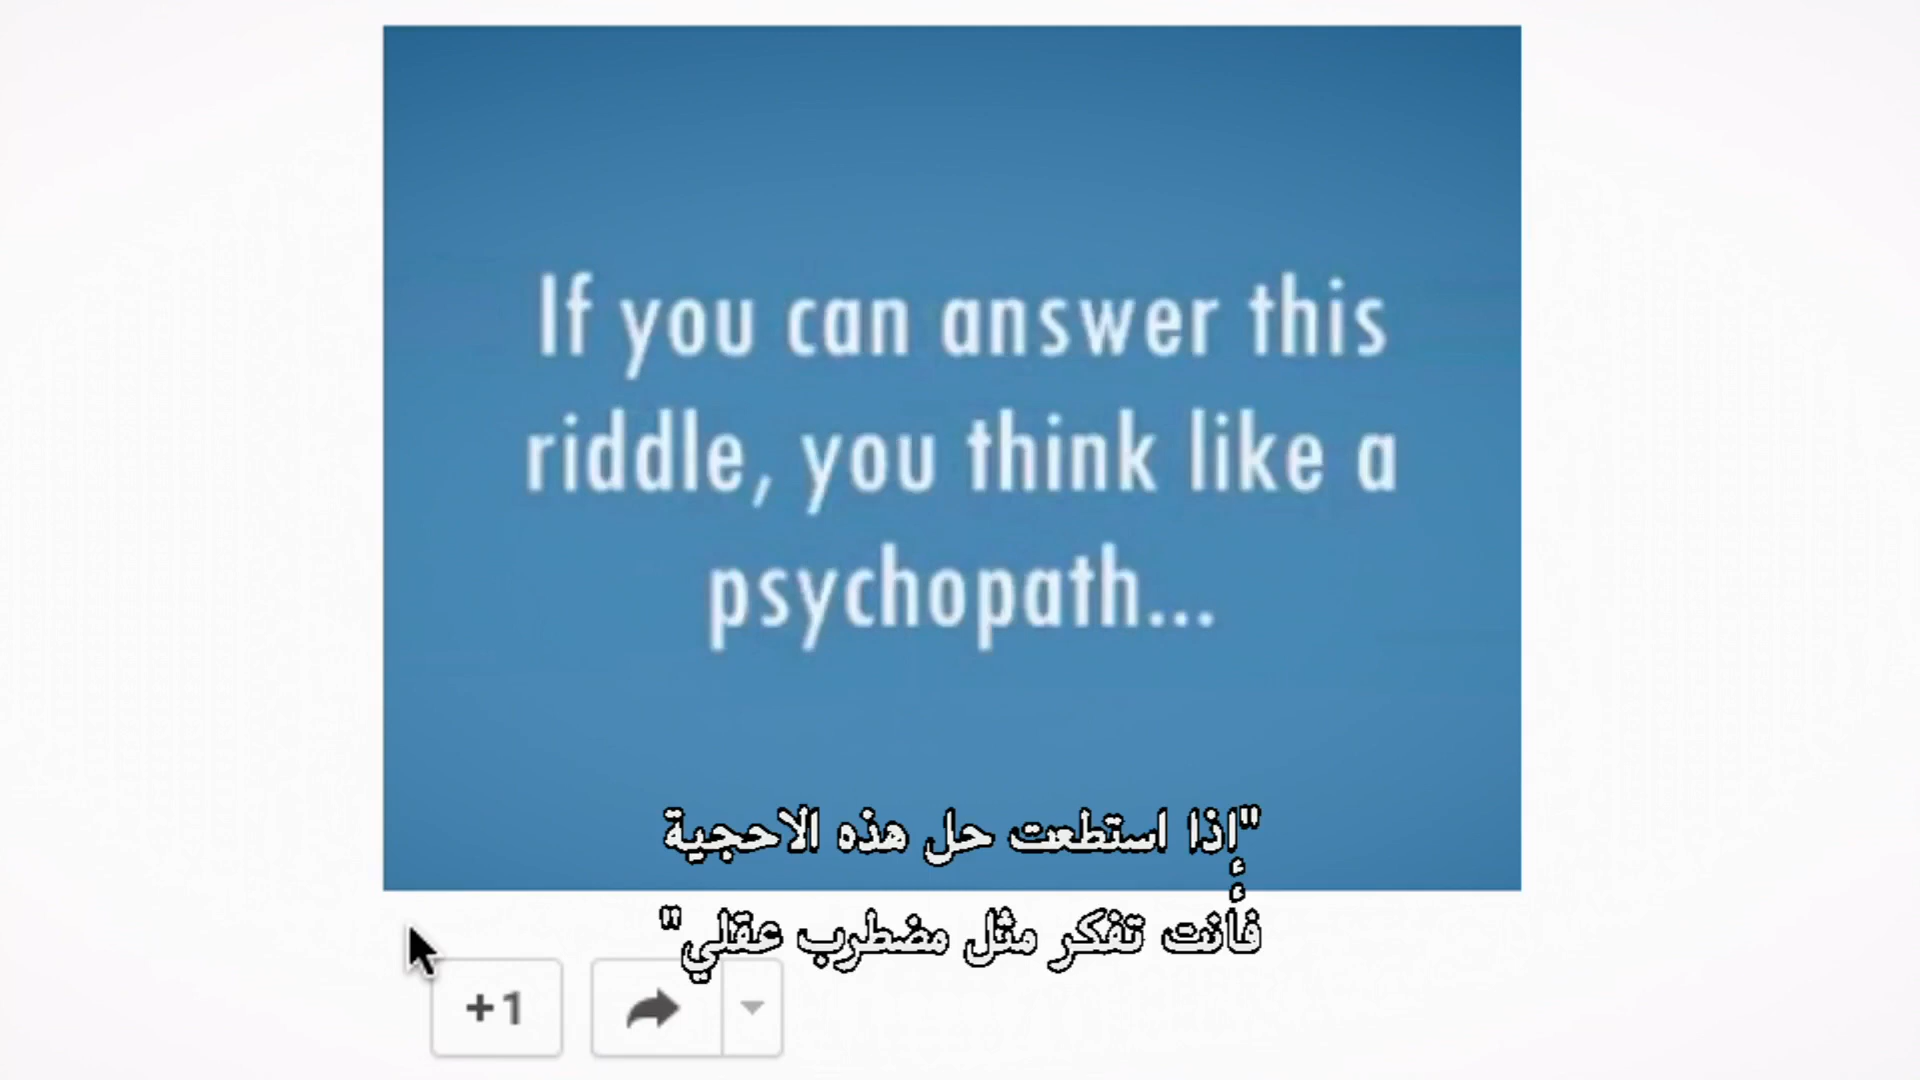 If you can answer this
riddle, you think like a
psychopath...
"إذا استطعت حل هذه الاحجية
فأنت تفكر مثل مضطرب عقلي"
+1